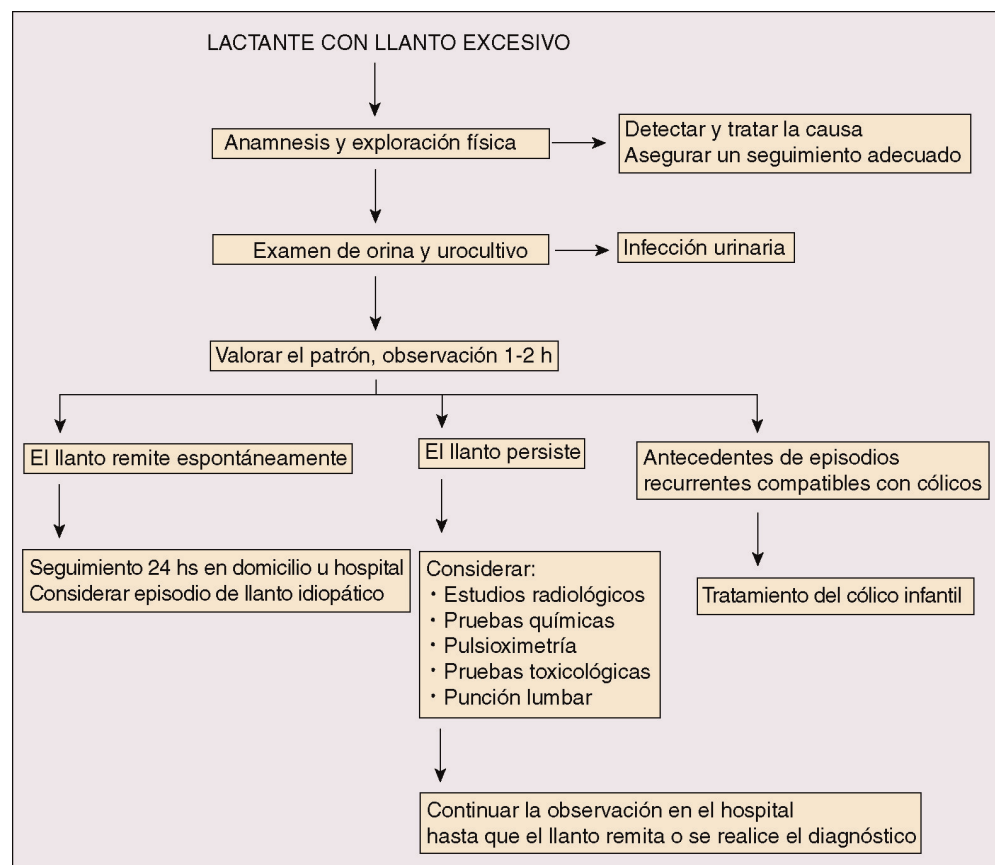 LACTANTE CON LLANTO EXCESIVO
Anamnesis y exploración física
Detectar y tratar la causa
Asegurar un seguimiento adecuado
Examen de orina y urocultivo
Infección urinaria
Valorar el patrón, observación 1-2 h
El llanto remite espontáneamente
El llanto persiste
Antecedentes de episodios
recurrentes compatibles con cólicos
Seguimiento 24 hs en domicilio u hospital
Considerar episodio de llanto idiopático
Considerar:
· Estudios radiológicos
· Pruebas químicas
· Pulsioximetría
· Pruebas toxicológicas
· Punción lumbar
Tratamiento del cólico infantil
Continuar la observación en el hospital
hasta que el llanto remita o se realice el diagnóstico